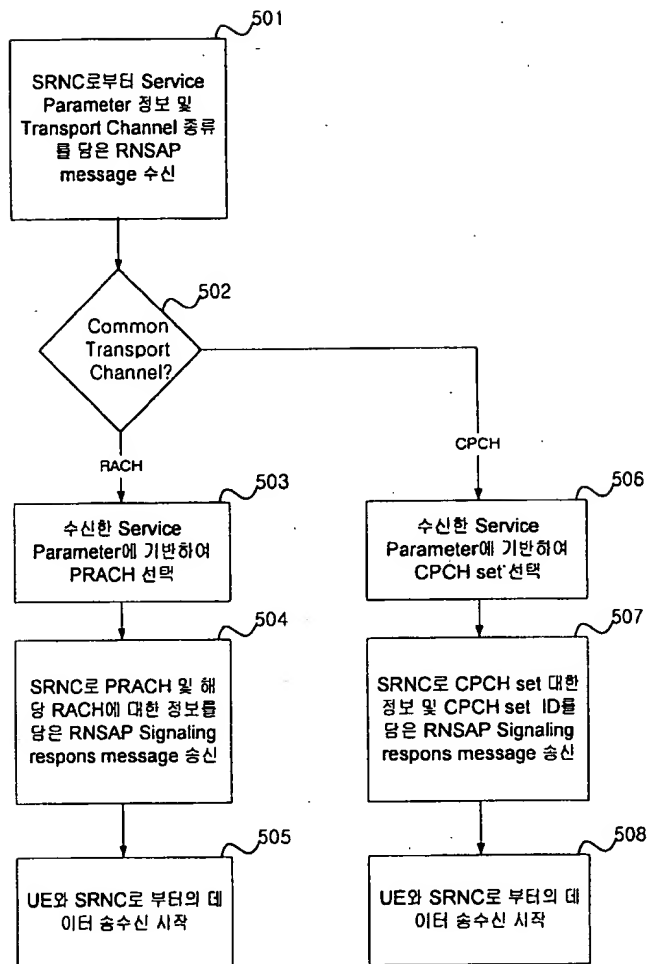 501
SRNC로부터 Service
Parameter 정보 및
Transport Channel 종류
를 담은 RNSAP
message 수신
502
Common
Transport
Channel?
RACH
CPCH
503
수신한 Service
Parameter에 기반하여
PRACH 선택
506
수신한 Service
Parameter에 기반하여
CPCH set 선택
504
SRNC로 PRACH 및 해
당 RACH에 대한 정보를
담은 RNSAP Signaling
respons message 송신
507
SRNC로 CPCH set 대한
정보 및 CPCH set ID를
담은 RNSAP Signaling
respons message 송신
505
UE와 SRNC로 부터의 데
이터 송수신 시작
508
UE와 SRNC로 부터의 데
이터 송수신 시작